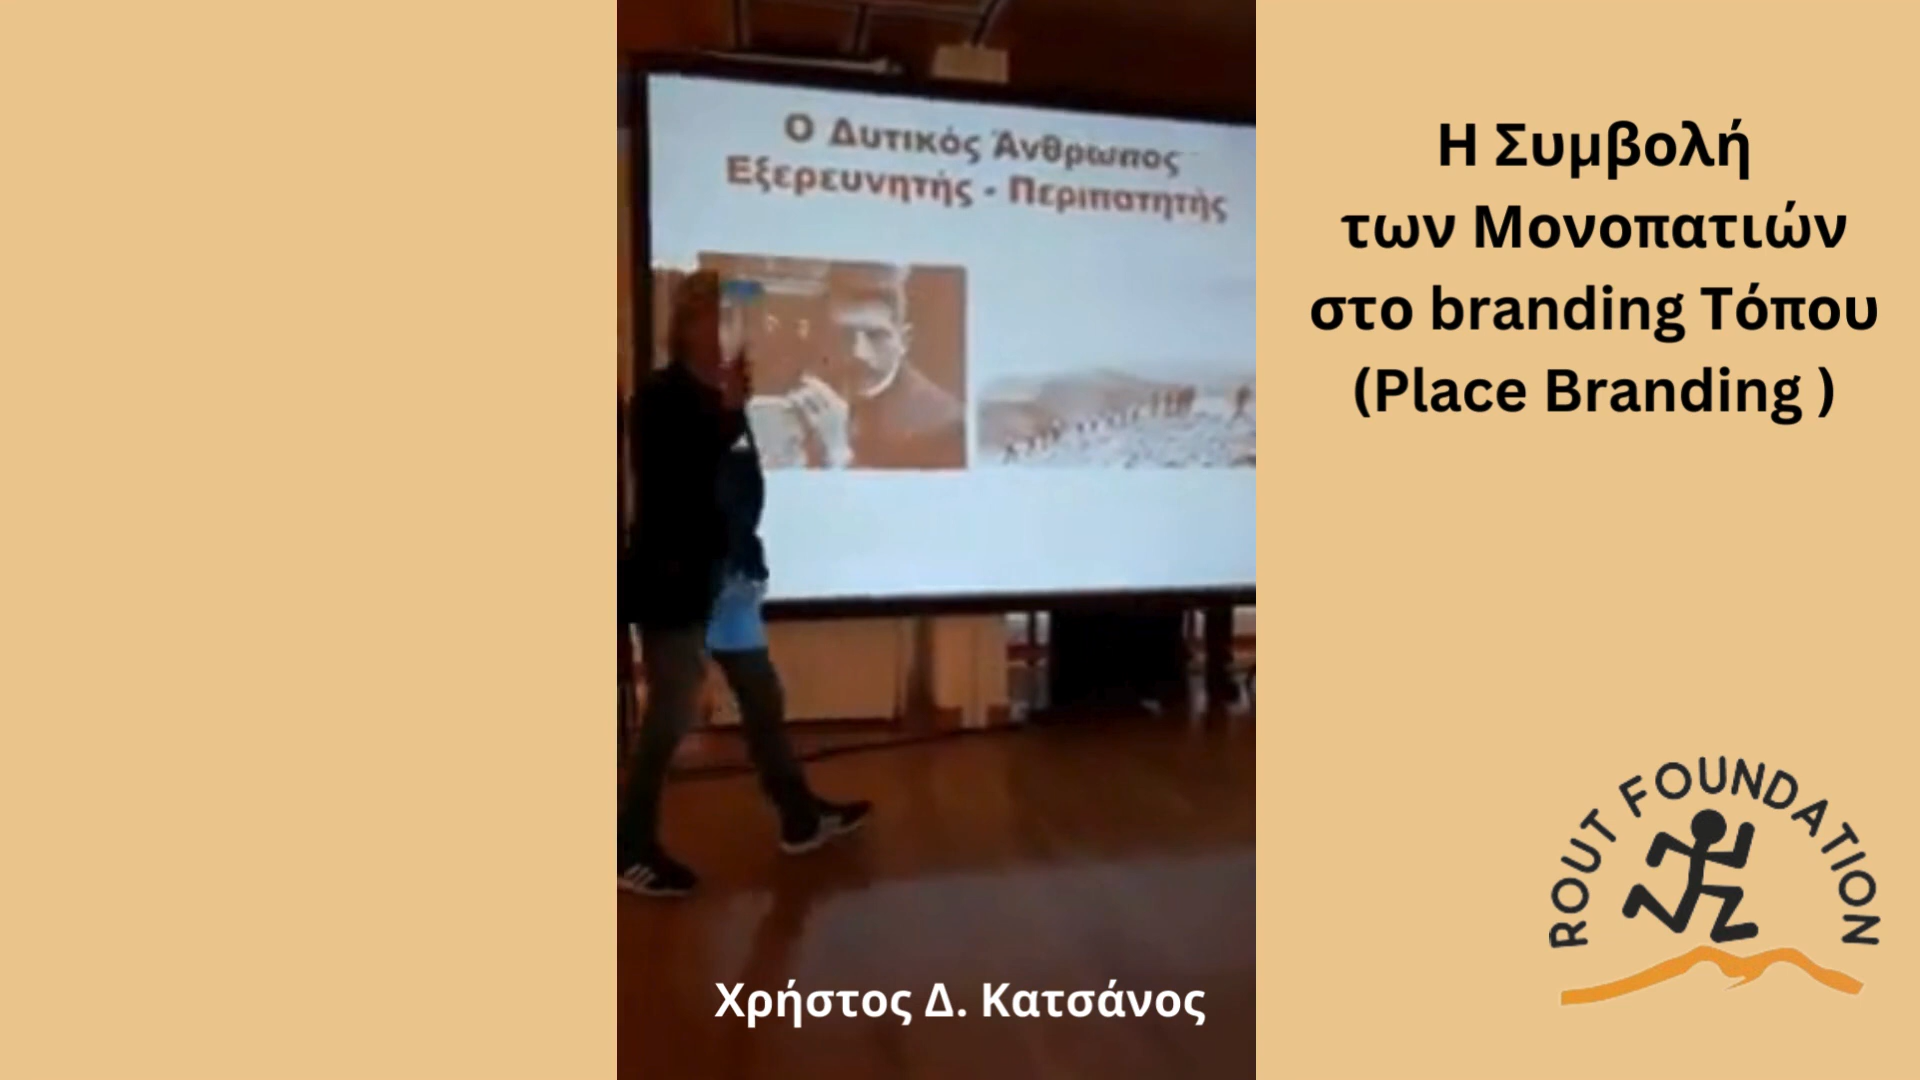 Ο Δυτικός Άνθρωπος
Εξερευνητής - Περιπατητής
Η Συμβολή
των Μονοπατιών
στο branding Τόπου
(Place Branding )
ROUT FOUNDATION
Χρήστος Δ. Κατσάνος